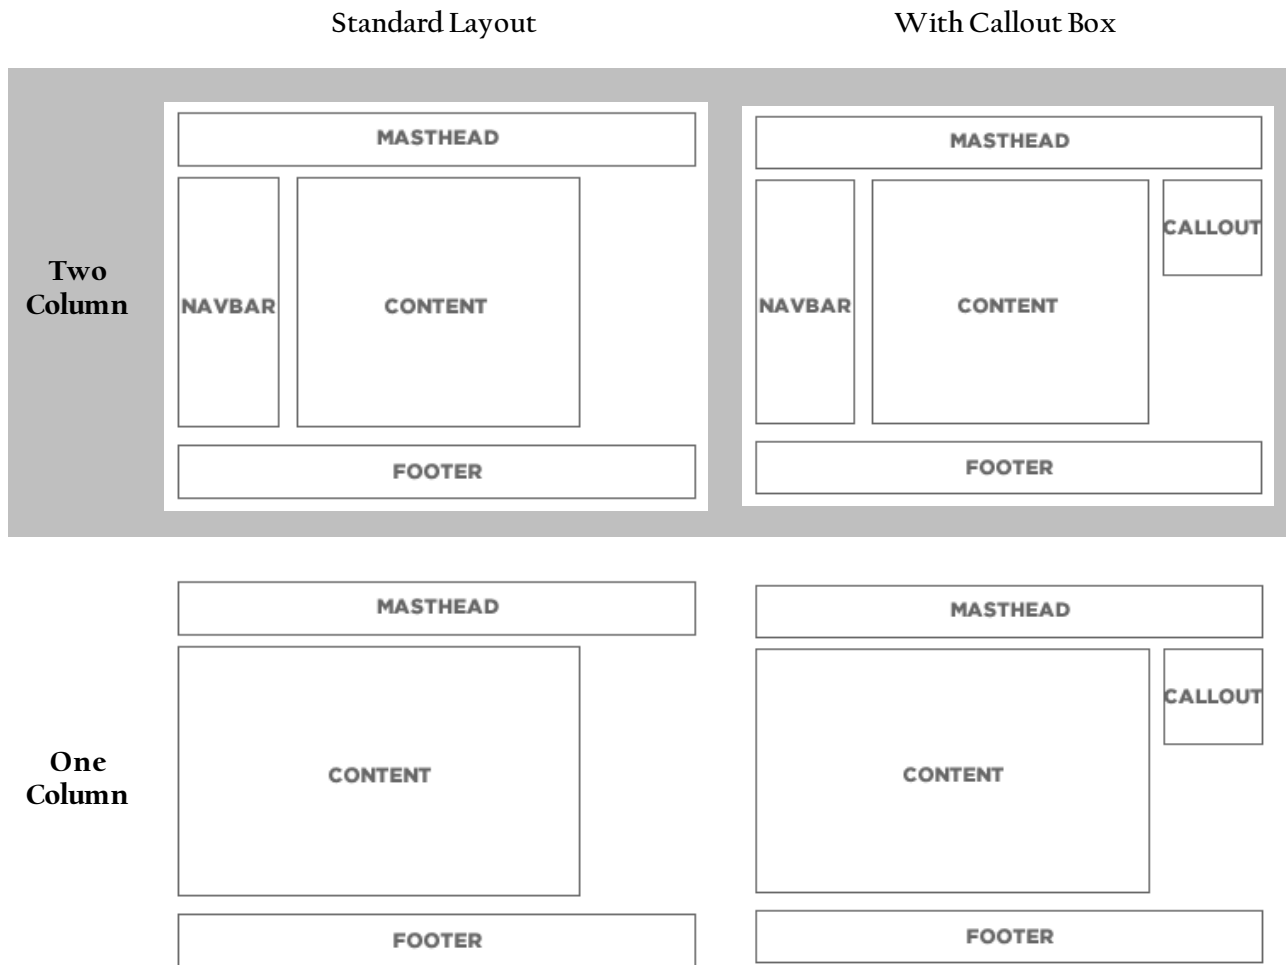 Standard Layout
With Callout Box
Two
Column
MASTHEAD
NAVBAR
CONTENT
FOOTER
MASTHEAD
NAVBAR
CONTENT
CALLOUT
FOOTER
One
Column
MASTHEAD
CONTENT
FOOTER
MASTHEAD
CONTENT
CALLOUT
FOOTER